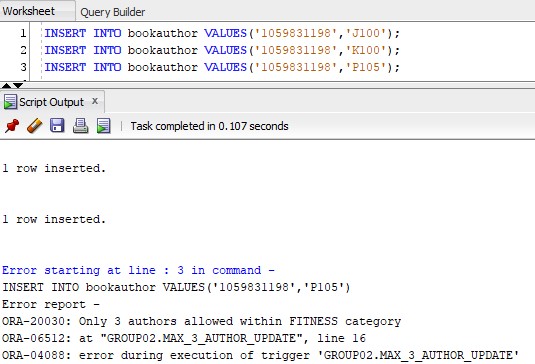 Worksheet Query Builder
1 INSERT INTO bookauthor VALUES('1059831198','J100');
2 INSERT INTO bookauthor VALUES('1059831198','K100');
3 INSERT INTO bookauthor VALUES('1059831198','P105');
Script Output x
Task completed in 0.107 seconds
1 row inserted.
1 row inserted.
Error starting at line : 3 in command -
INSERT INTO bookauthor VALUES('1059831198','P105')
Error report -
ORA-20030: Only 3 authors allowed within FITNESS category
ORA-06512: at "GROUP02.MAX_3_AUTHOR_UPDATE", line 16
ORA-04088: error during execution of trigger 'GROUP02.MAX_3_AUTHOR_UPDATE'